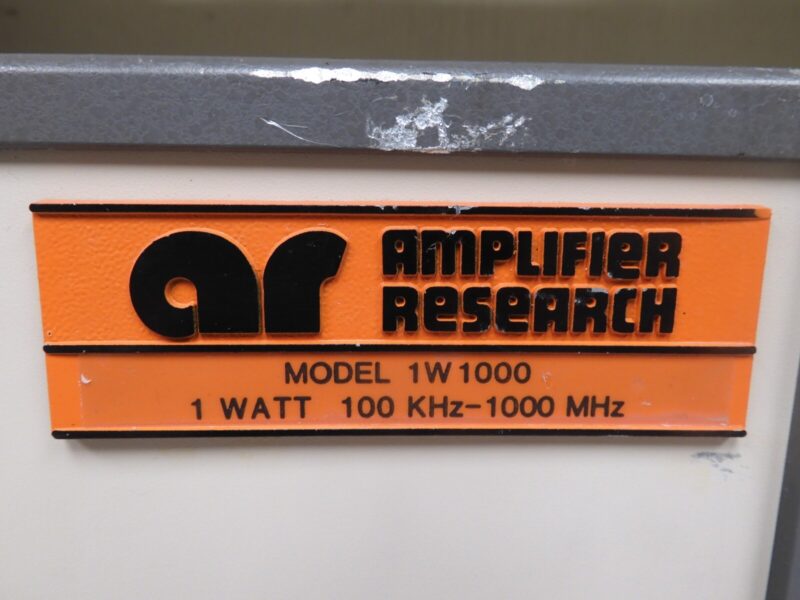 ar
AMPLIFIER
RESEARCH
MODEL 1W1000
1 WATT 100 KHz-1000 MHz